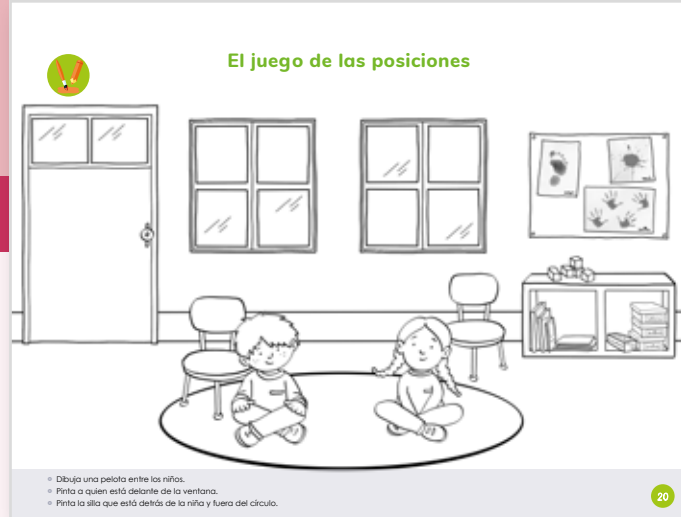 El juego de las posiciones
Dibuja una pelota entre los niños.
Pinta a quien está delante de la ventana.
Pinta la silla que está detrás de la niña y fuera del círculo.
20